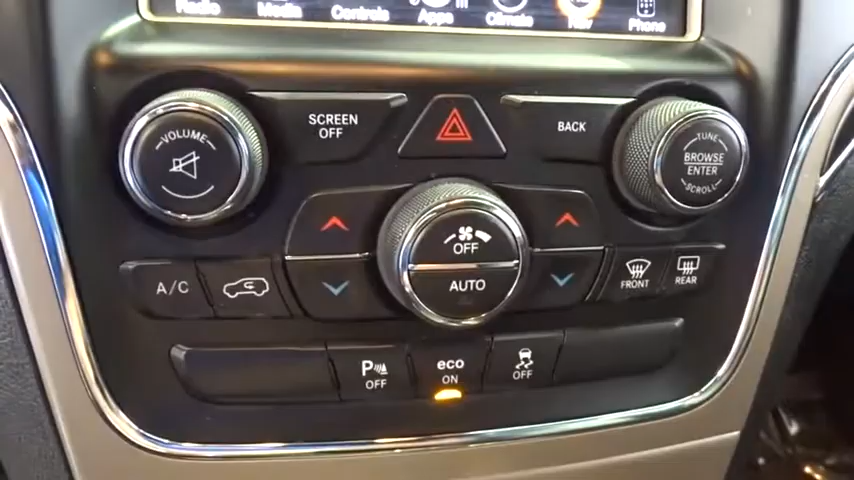 Radio Media Controls Apps Climate Nav Phone
SCREEN
OFF
BACK
VOLUME
TUNE
BROWSE
ENTER
SCROLL
OFF
AUTO
A/C
FRONT
REAR
P
OFF
eco
ON
OFF